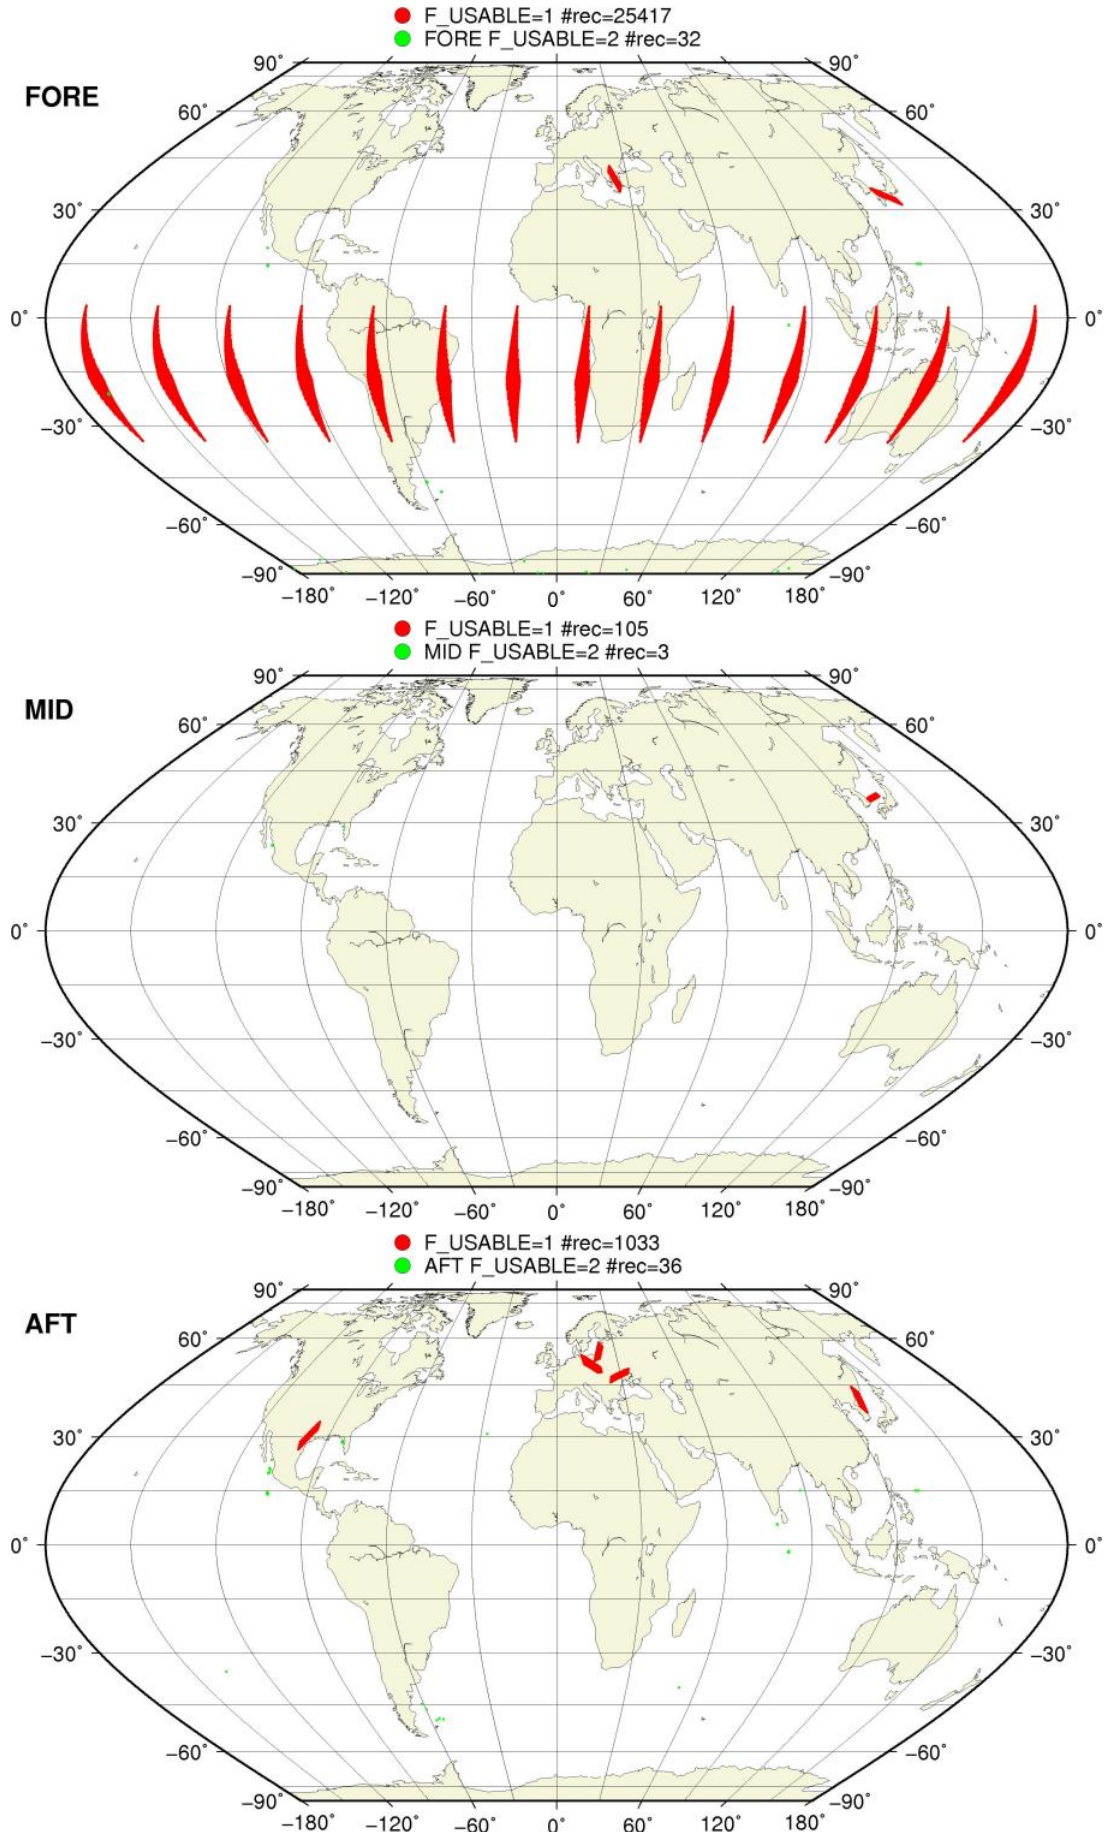 F_USABLE=1 #rec=25417
FORE F_USABLE=2 #rec=32
FORE
90° 90°
60° 60°
30° 30°
0° 0°
−30° −30°
−60° −60°
−90° −90°
−180° −120° −60° 0° 60° 120° 180°
F_USABLE=1 #rec=105
MID F_USABLE=2 #rec=3
MID
90° 90°
60° 60°
30° 30°
0° 0°
−30° −30°
−60° −60°
−90° −90°
−180° −120° −60° 0° 60° 120° 180°
F_USABLE=1 #rec=1033
AFT F_USABLE=2 #rec=36
AFT
90° 90°
60° 60°
30° 30°
0° 0°
−30° −30°
−60° −60°
−90° −90°
−180° −120° −60° 0° 60° 120° 180°